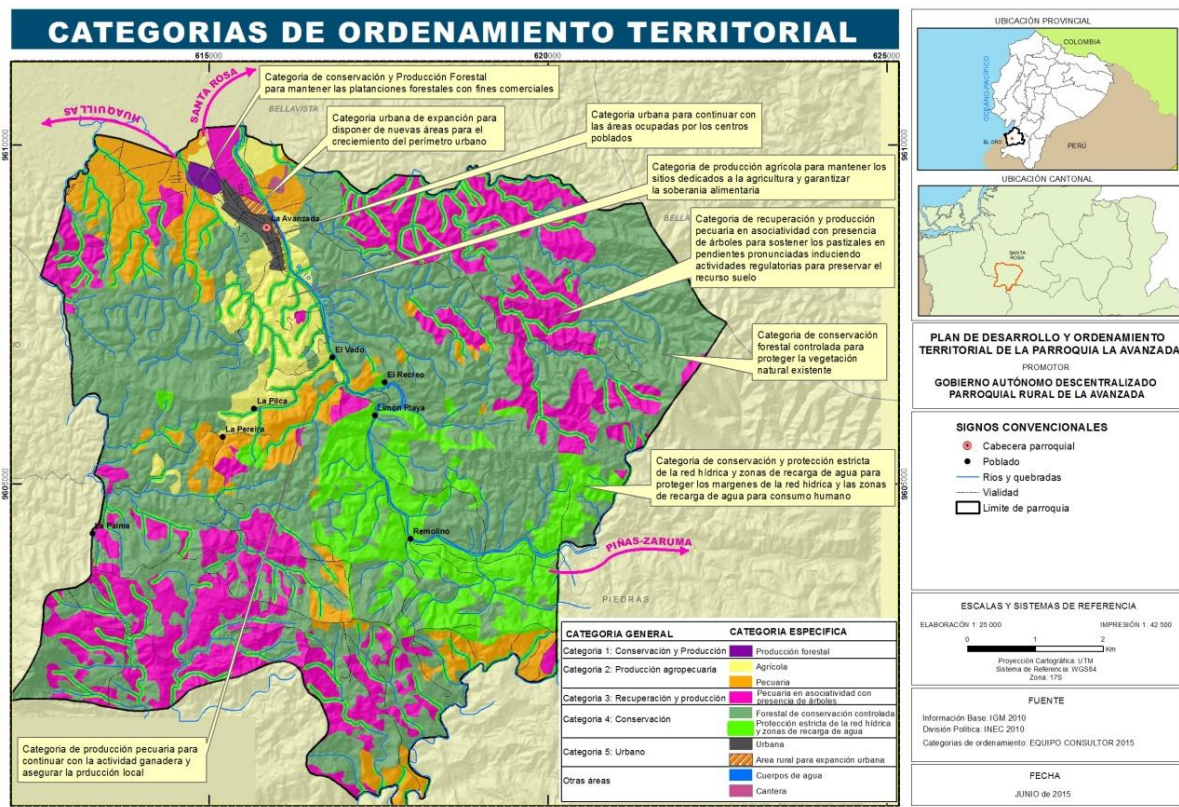 CATEGORIAS DE ORDENAMIENTO TERRITORIAL
615000
620000
625000
9610000
9610000
9605000
9605000
HUAQUILLAS
SANTA ROSA
BELLAVISTA
Categoria de conservación y Producción Forestal
para mantener las platanciones forestales con fines comerciales
Categoria urbana de expansión para
disponer de nuevas áreas para el
creciemiento del perímetro urbano
Categoria urbana para continuar con
las áreas ocupadas por los centros
poblados
Categoria de producción agrícola para mantener los
sitios dedicados a la agricultura y garantizar
la soberania alimentaria
Categoria de recuperación y producción
pecuaria en asociatividad con presencia
de árboles para sostener los pastizales en
pendientes pronunciadas induciendo
actividades regulatorias para preservar el
recurso suelo
Categoria de conservación
forestal controlada para
proteger la vegetación
natural existente
Categoria de conservación y protección estricta
de la red hídrica y zonas de recarga de agua para
proteger los margenes de la red hídrica y las zonas
de recarga de agua para consumo humano
Categoria de producción pecuaria para
continuar con la actividad ganadera y
asegurar la prducción local
La Avanzada
El Vado
El Recreo
La Pilca
Limón Playa
La Pereira
La Palma
Remolino
PIÑAS-ZARUMA
PIEDRAS
CATEGORIA GENERAL
CATEGORIA ESPECIFICA
Categoria 1: Conservación y Producción
Producción forestal
Categoria 2: Producción agropecuaria
Agrícola
Pecuaria
Categoria 3: Recuperación y producción
Pecuaria en asociatividad con
presencia de árboles
Categoria 4: Conservación
Forestal de conservación controlada
Protección estricta de la red hídrica
y zonas de recarga de agua
Categoria 5: Urbano
Urbana
Area rural para expansión urbana
Otras áreas
Cuerpos de agua
Cantera
UBICACIÓN PROVINCIAL
COLOMBIA
OCÉANO PACÍFICO
EL ORO
PERÚ
UBICACIÓN CANTONAL
SANTA
ROSA
PLAN DE DESARROLLO Y ORDENAMIENTO
TERRITORIAL DE LA PARROQUIA LA AVANZADA
PROMOTOR
GOBIERNO AUTÓNOMO DESCENTRALIZADO
PARROQUIAL RURAL DE LA AVANZADA
SIGNOS CONVENCIONALES
Cabecera parroquial
Poblado
Rios y quebradas
Vialidad
Limite de parroquia
ESCALAS Y SISTEMAS DE REFERENCIA
ELABORACIÓN 1: 25 000
IMPRESIÓN 1: 42 500
0 1 2
Km
Proyección Cartográfica: UTM
Sistema de Referencia: WGS84
Zona: 17S
FUENTE
Información Base: IGM 2010
División Política: INEC 2010
Categorias de ordenamiento: EQUIPO CONSULTOR 2015
FECHA
JUNIO de 2015